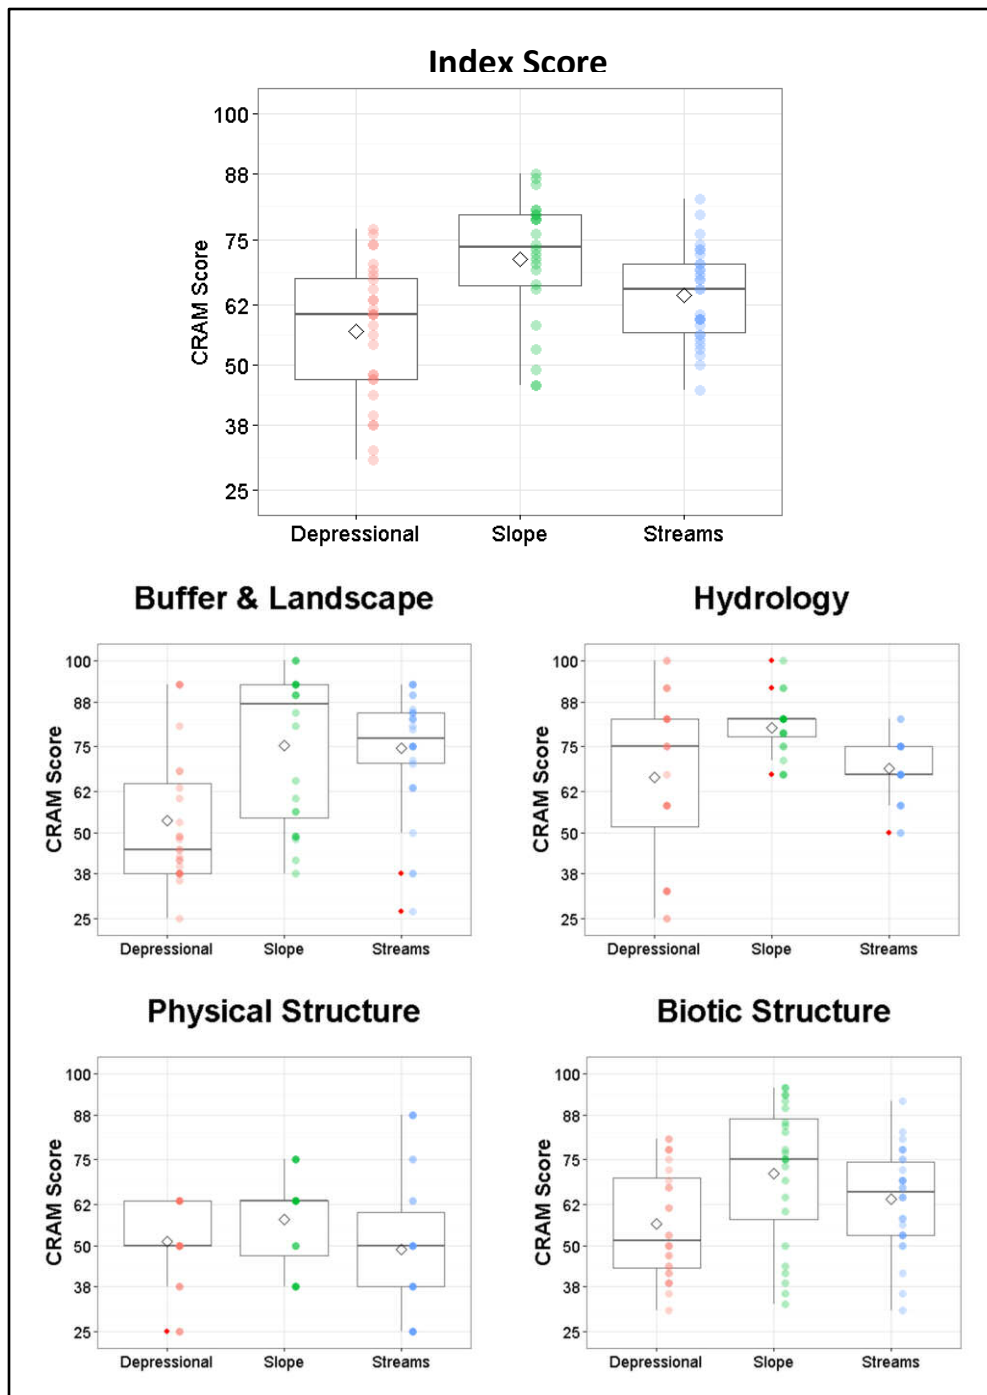 Index Score
CRAM Score
100
88
75
62
50
38
25
Depressional Slope Streams
Buffer & Landscape
CRAM Score
100
88
75
62
50
38
25
Depressional Slope Streams
Hydrology
CRAM Score
100
88
75
62
50
38
25
Depressional Slope Streams
Physical Structure
CRAM Score
100
88
75
62
50
38
25
Depressional Slope Streams
Biotic Structure
CRAM Score
100
88
75
62
50
38
25
Depressional Slope Streams